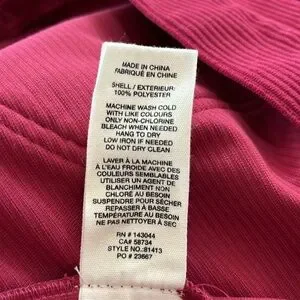 MADE IN CHINA
FABRIQUÉ EN CHINE
SHELL / EXTERIEUR:
100% POLYESTER
MACHINE WASH COLD
WITH LIKE COLOURS
ONLY NON-CHLORINE
BLEACH WHEN NEEDED
HANG TO DRY
LOW IRON IF NEEDED
DO NOT DRY CLEAN
LAVER À LA MACHINE
À L'EAU FROIDE AVEC DES
COULEURS SEMBLABLES
UTILISER UN AGENT DE
BLANCHIMENT NON
CHLORÉ AU BESOIN
SUSPENDRE POUR SÉCHER
REPASSER À BASSE
TEMPÉRATURE AU BESOIN
NE PAS NETTOYER À SEC
RN # 143044
CA# 58734
STYLE NO.: 81413
PO # 23667